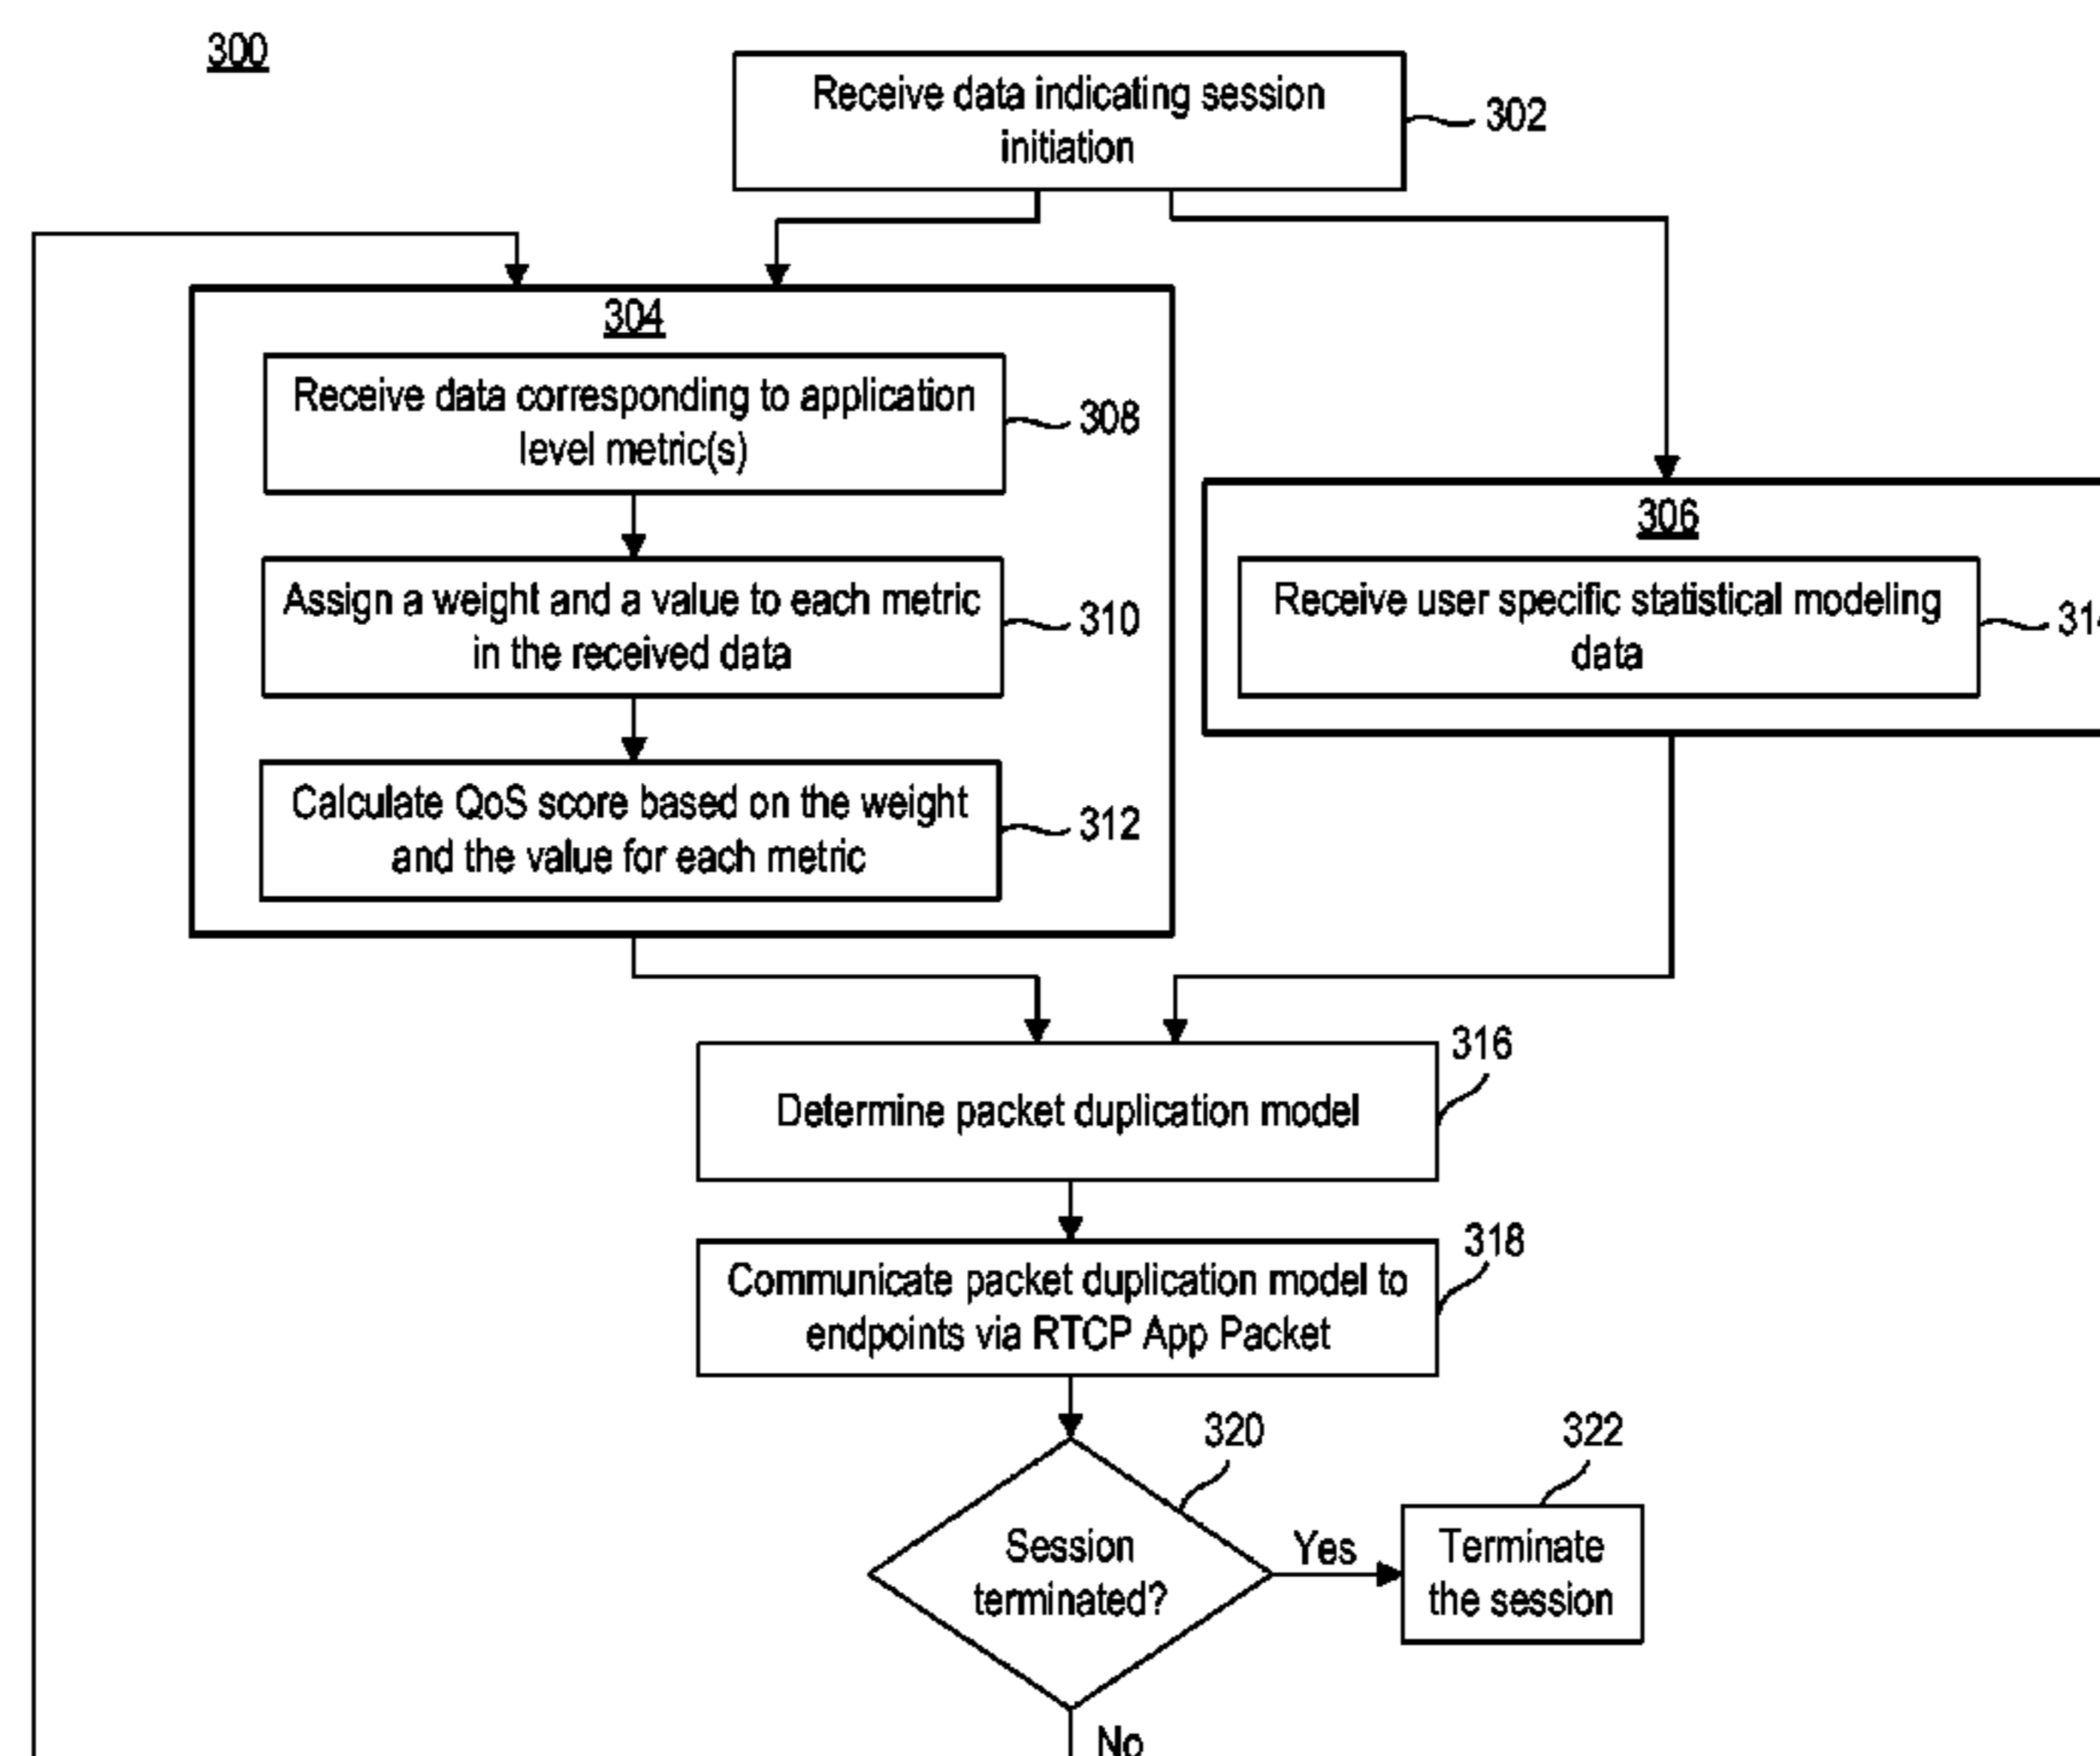 300
Receive data indicating session
initiation
302
304
Receive data corresponding to application
level metric(s)
308
306
Assign a weight and a value to each metric
in the received data
310
Receive user specific statistical modeling
data
Calculate QoS score based on the weight
and the value for each metric
312
316
Determine packet duplication model
318
Communicate packet duplication model to
endpoints via RTCP App Packet
320
322
Session
terminated?
Yes
Terminate
the session
No